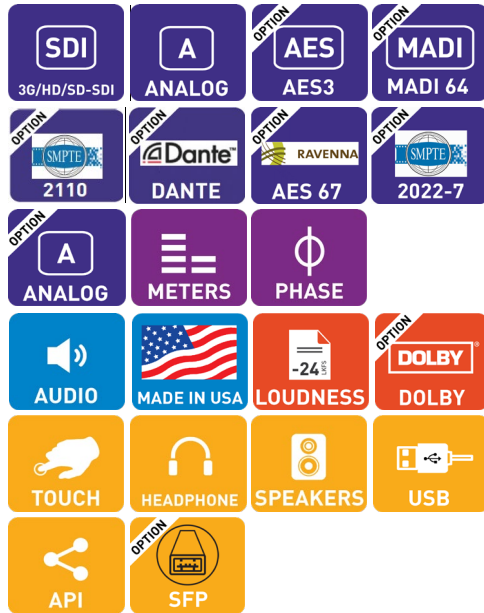 SDI
3G/HD/SD-SDI
A
ANALOG
OPTION
AES
AES3
OPTION
MADI
MADI 64
OPTION
SMPTE
2110
OPTION
Dante™
DANTE
OPTION
RAVENNA
AES 67
OPTION
SMPTE
2022-7
OPTION
A
ANALOG
METERS
PHASE
AUDIO
MADE IN USA
-24 LKFS
LOUDNESS
OPTION
DOLBY®
DOLBY
TOUCH
HEADPHONE
SPEAKERS
USB
API
OPTION
SFP